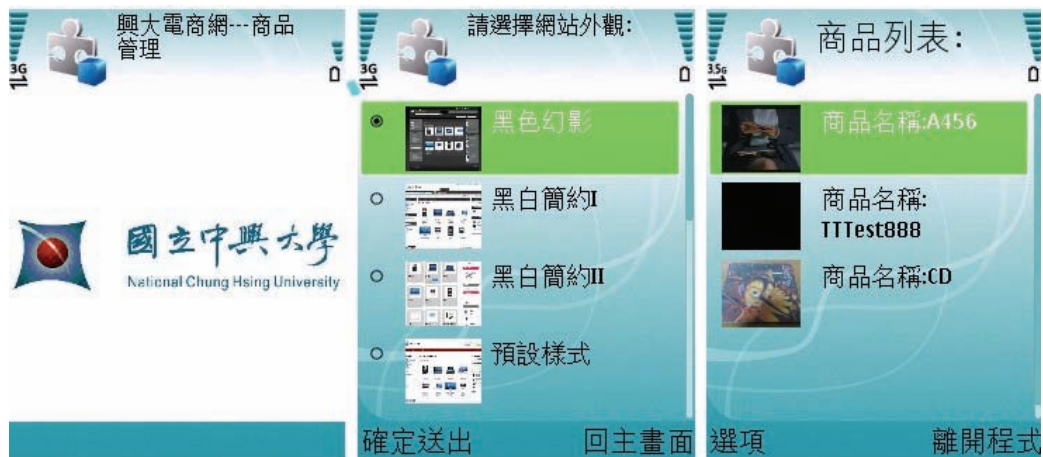 興大電商網---商品
管理
3G
國立中興大學
National Chung Hsing University
請選擇網站外觀:
3G
黑色幻影
黑白簡約I
黑白簡約II
預設樣式
確定送出
回主畫面
商品列表:
3.5G
商品名稱:A456
商品名稱:
TTTest888
商品名稱:CD
選項
離開程式